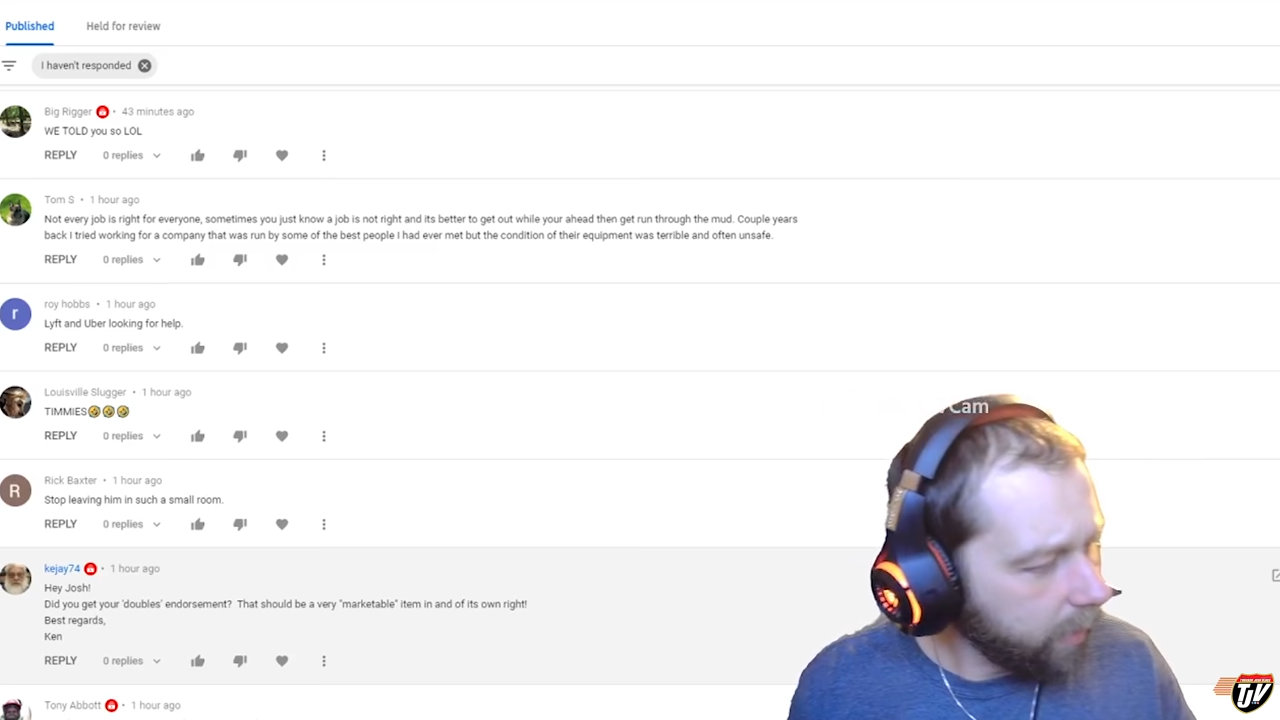 Published Held for review
I haven't responded
Big Rigger • 43 minutes ago
WE TOLD you so LOL
REPLY 0 replies
Tom S • 1 hour ago
Not every job is right for everyone, sometimes you just know a job is not right and its better to get out while your ahead then get run through the mud. Couple years
back I tried working for a company that was run by some of the best people I had ever met but the condition of their equipment was terrible and often unsafe.
REPLY 0 replies
roy hobbs • 1 hour ago
r
Lyft and Uber looking for help.
REPLY 0 replies
Louisville Slugger • 1 hour ago
TIMMIES🤣🤣🤣
Cam
REPLY 0 replies
Rick Baxter • 1 hour ago
R
Stop leaving him in such a small room.
REPLY 0 replies
kejay74 • 1 hour ago
Hey Josh!
Did you get your 'doubles' endorsement? That should be a very "marketable" item in and of its own right!
Best regards,
Ken
REPLY 0 replies
TJV
Tony Abbott • 1 hour ago